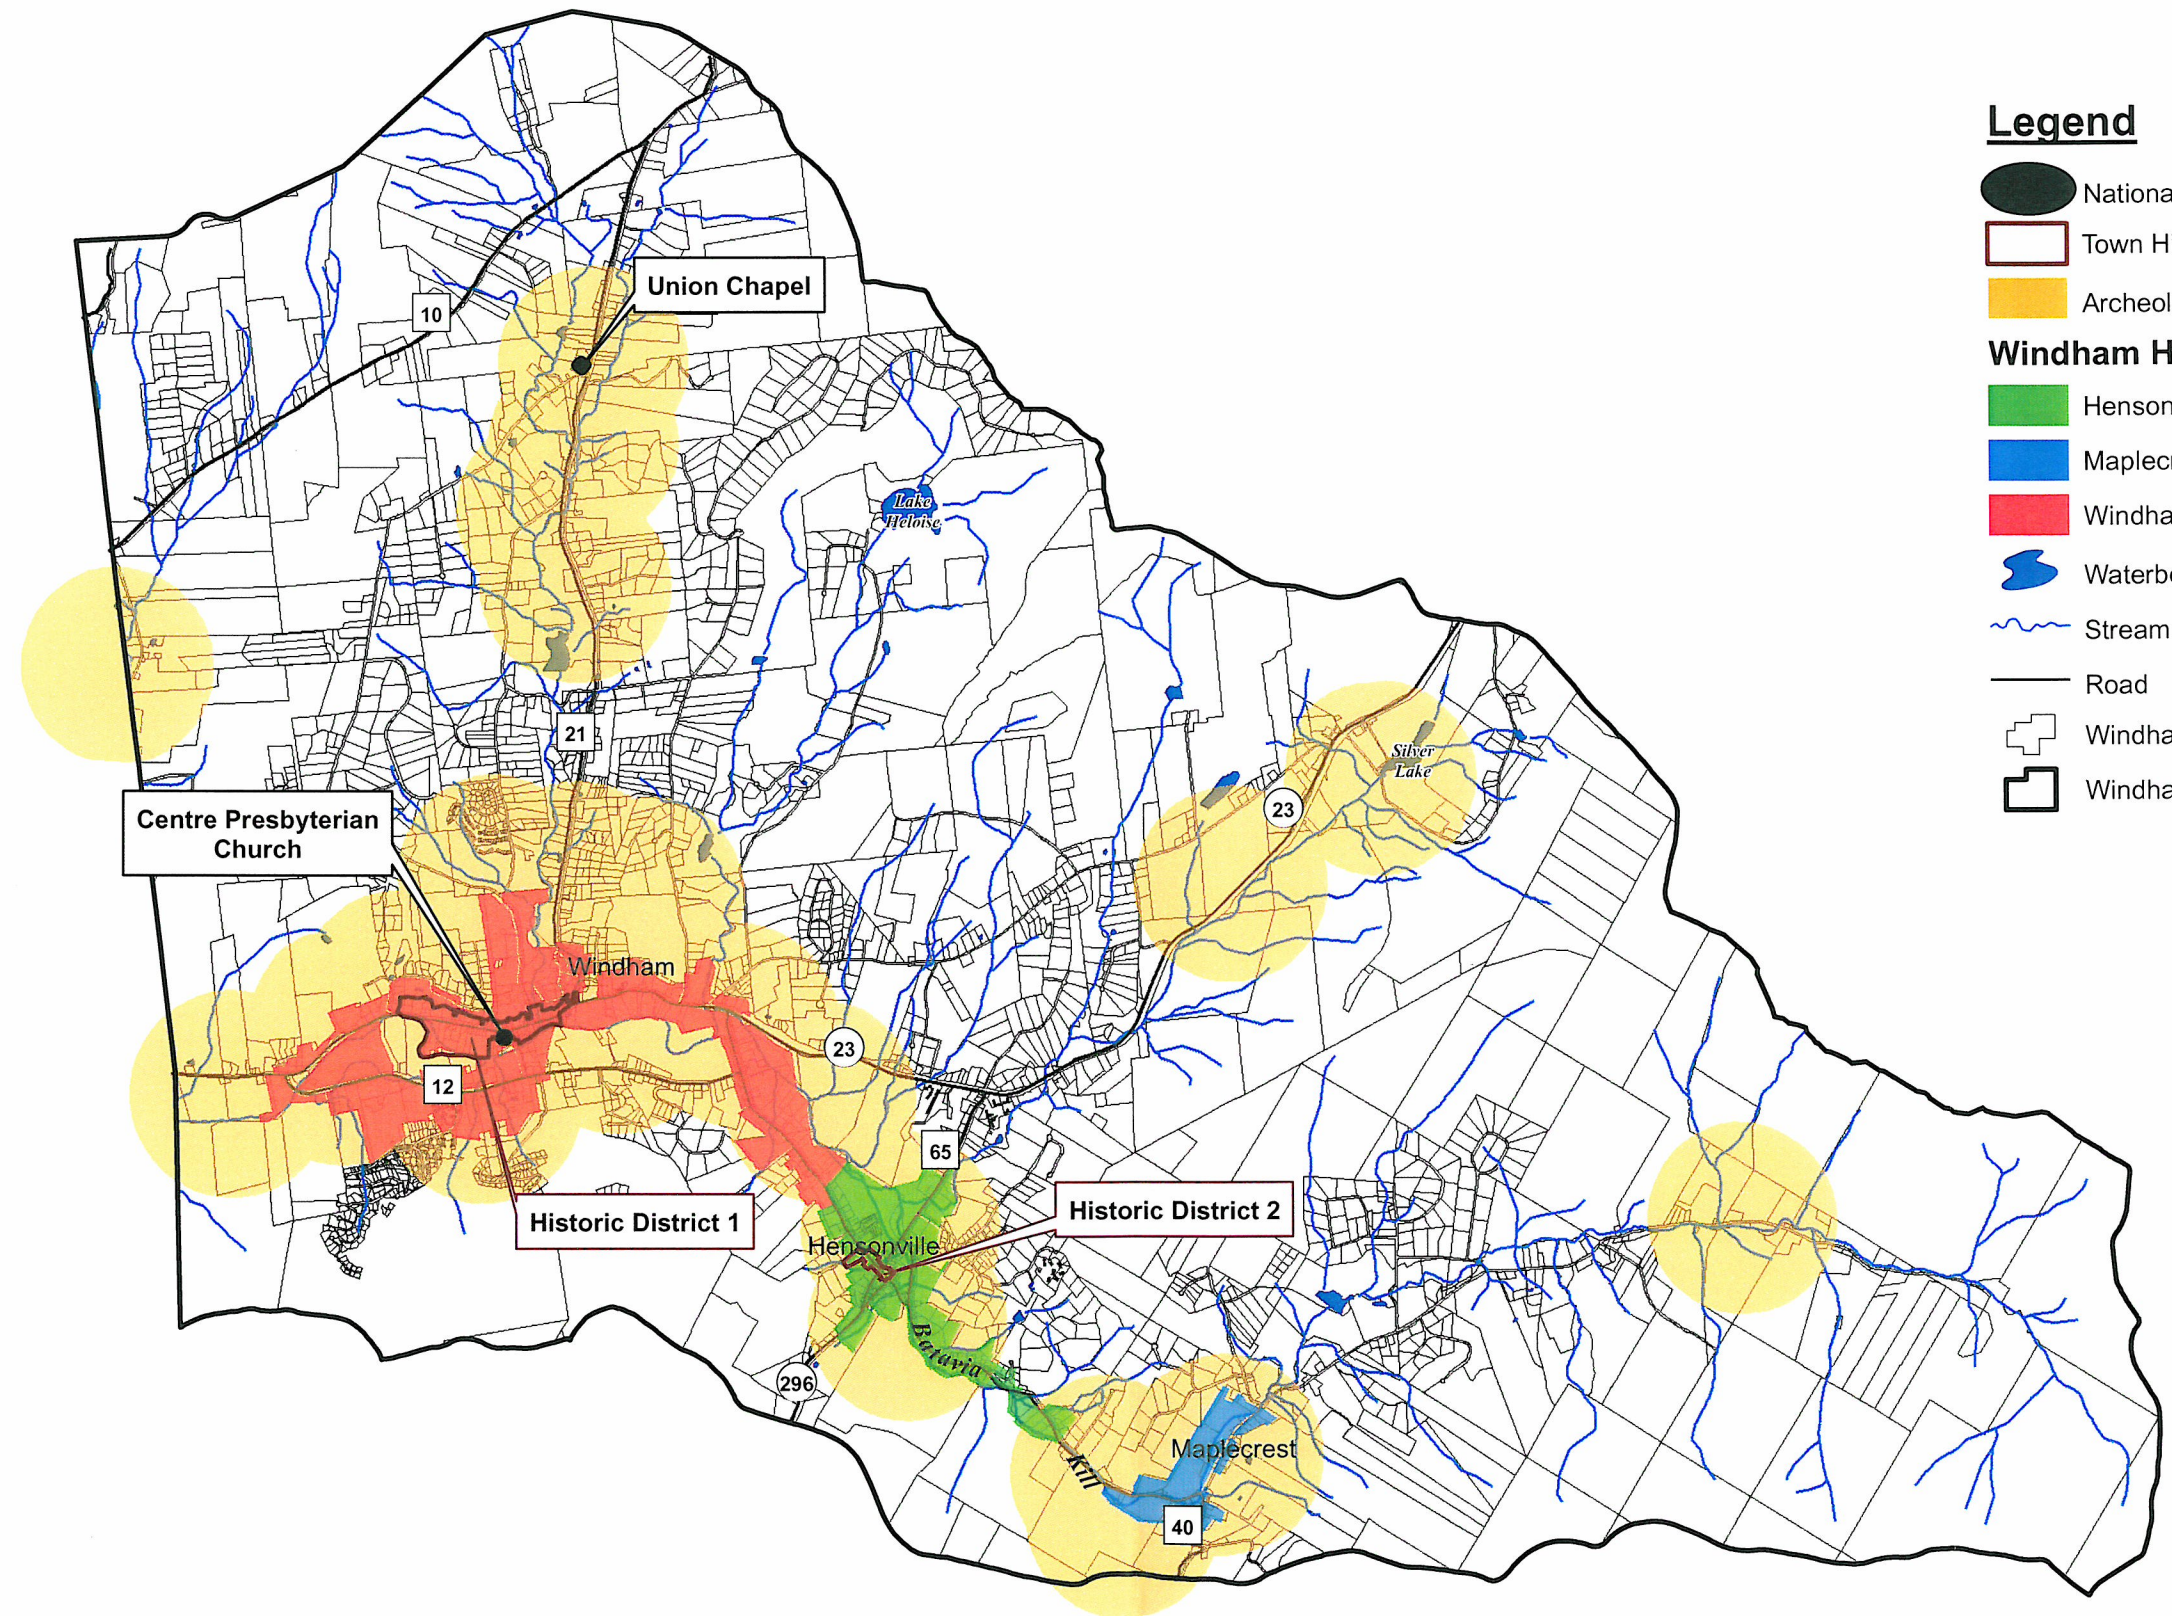 Legend
Nationa
Town H
Archeol
Windham H
Henson
Maplecr
Windha
Waterb
Stream
Road
Windha
Windha
Union Chapel
10
Lake
Heloise
21
Silver
Lake
23
Centre Presbyterian
Church
Windham
23
12
65
Historic District 1
Historic District 2
Hensonville
Batavia
296
Kill
Maplecrest
40